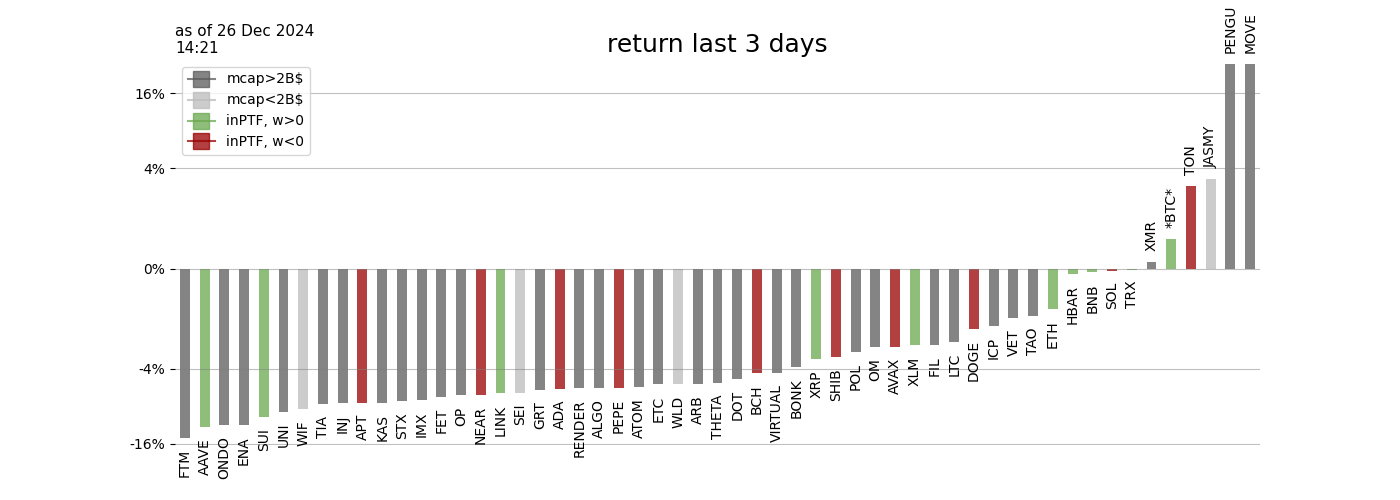 as of 26 Dec 2024
14:21
return last 3 days
mcap>2B$
mcap<2B$
inPTF, w>0
inPTF, w<0
16%
4%
0%
-4%
-16%
FTM
AAVE
ONDO
ENA
SUI
UNI
WIF
TIA
INJ
APT
KAS
STX
IMX
FET
OP
NEAR
LINK
SEI
GRT
ADA
RENDER
ALGO
PEPE
ATOM
ETC
WLD
ARB
THETA
DOT
BCH
VIRTUAL
BONK
XRP
SHIB
POL
OM
AVAX
XLM
FIL
LTC
DOGE
ICP
VET
TAO
ETH
HBAR
BNB
SOL
TRX
XMR
*BTC*
TON
JASMY
PENGU
MOVE